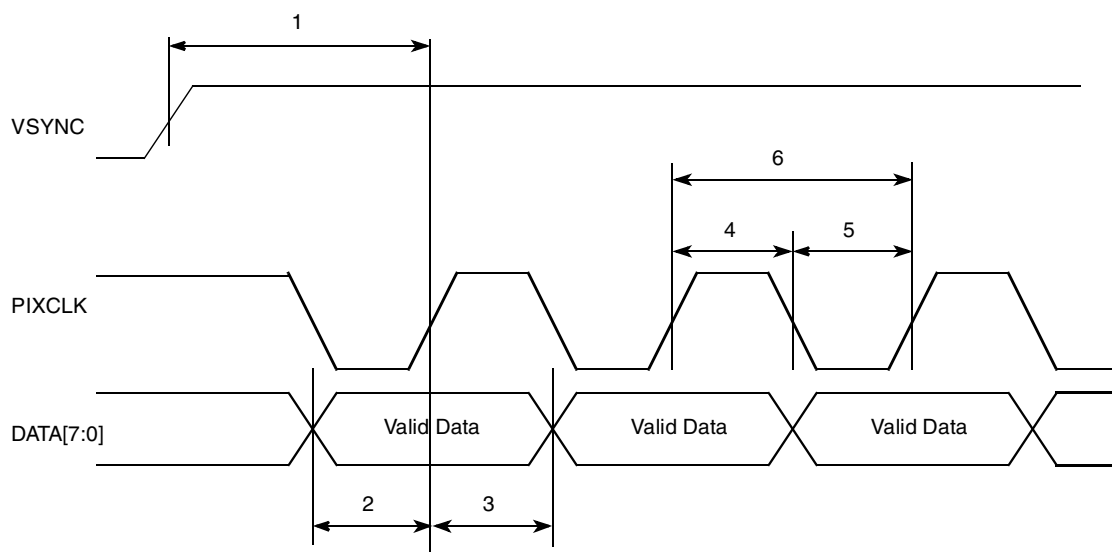 1
VSYNC
6
4
5
PIXCLK
DATA[7:0]
Valid Data
Valid Data
Valid Data
2
3